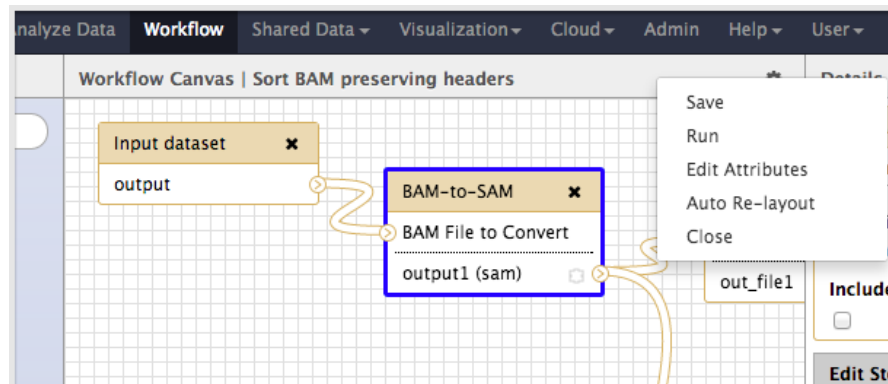 Analyze Data Workflow Shared Data Visualization Cloud Admin Help User
Workflow Canvas | Sort BAM preserving headers
Details
Save
Run
Edit Attributes
Auto Re-layout
Close
Input dataset
output
BAM-to-SAM
BAM File to Convert
output1 (sam)
out_file1
Include
Edit